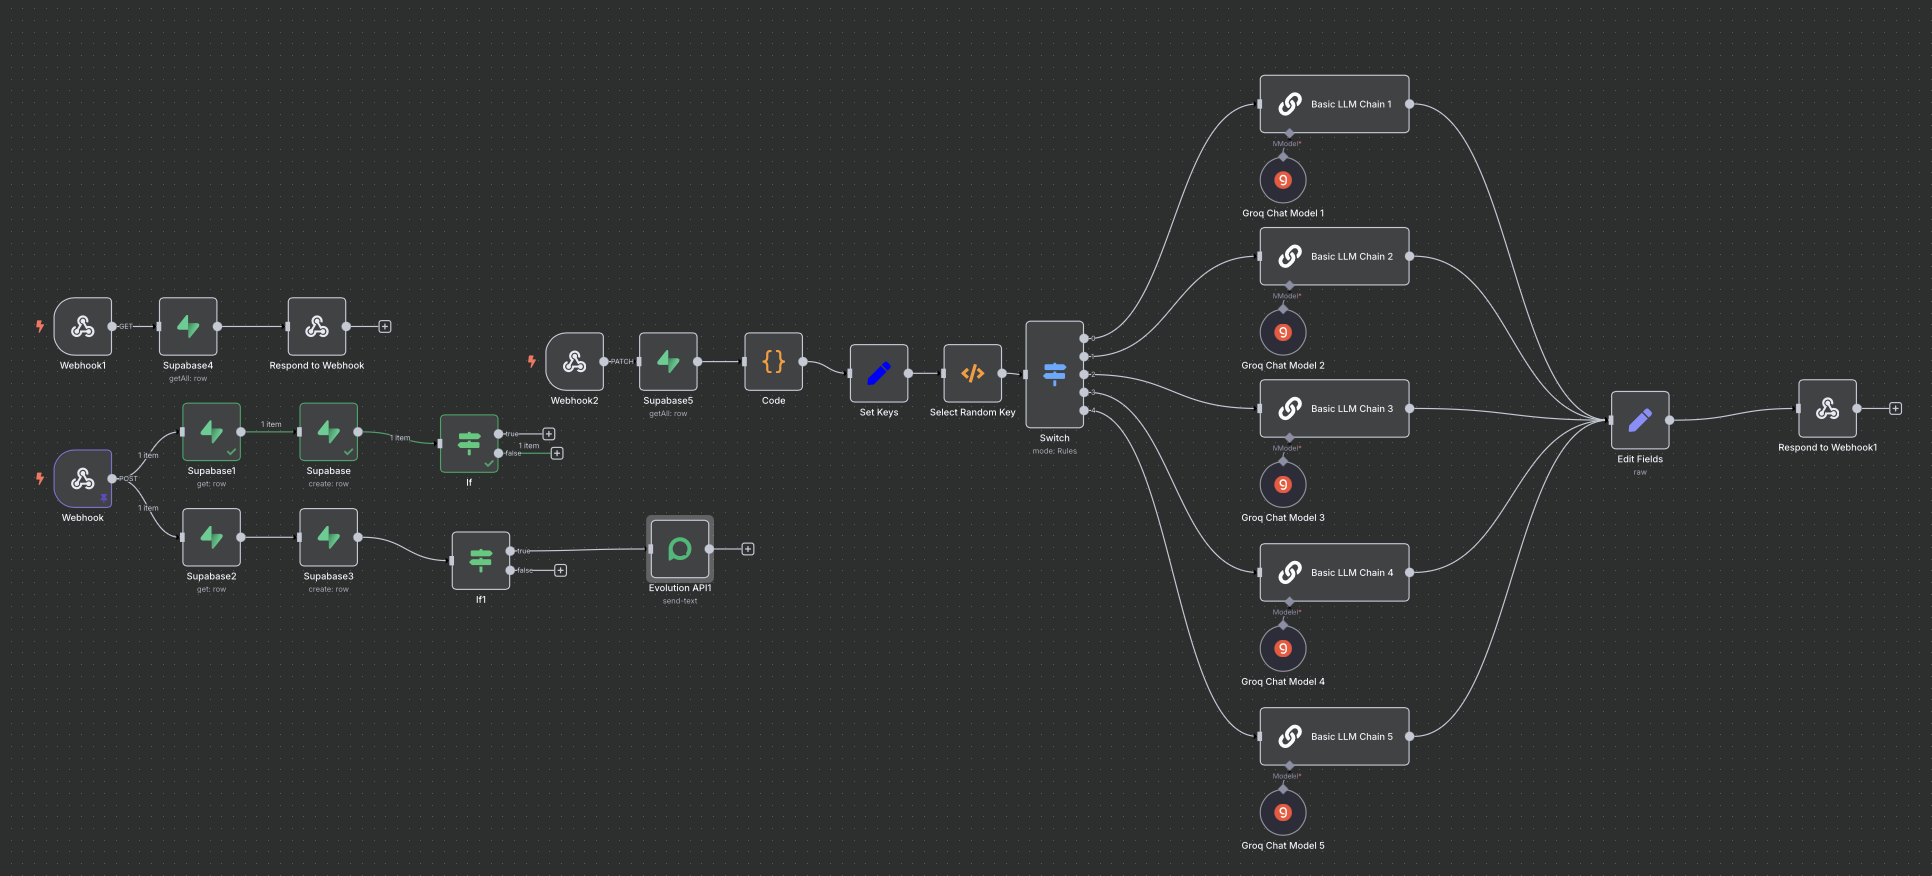 Basic LLM Chain 1
Model*
Groq Chat Model 1
Basic LLM Chain 2
Model*
Groq Chat Model 2
GET
Webhook1
Supabase4
getAll: row
Respond to Webhook
PATCH
Webhook2
Supabase5
getAll: row
Code
Set Keys
Select Random Key
0
1
2
3
4
Switch
mode: Rules
Basic LLM Chain 3
Model*
Groq Chat Model 3
Edit Fields
raw
Respond to Webhook1
1 item
1 item
1 item
true
1 item
false
Supabase1
get: row
Supabase
create: row
If
POST
Webhook
1 item
Supabase2
get: row
Supabase3
create: row
true
false
If1
Evolution API1
send-text
Basic LLM Chain 4
Model*
Groq Chat Model 4
Basic LLM Chain 5
Model*
Groq Chat Model 5